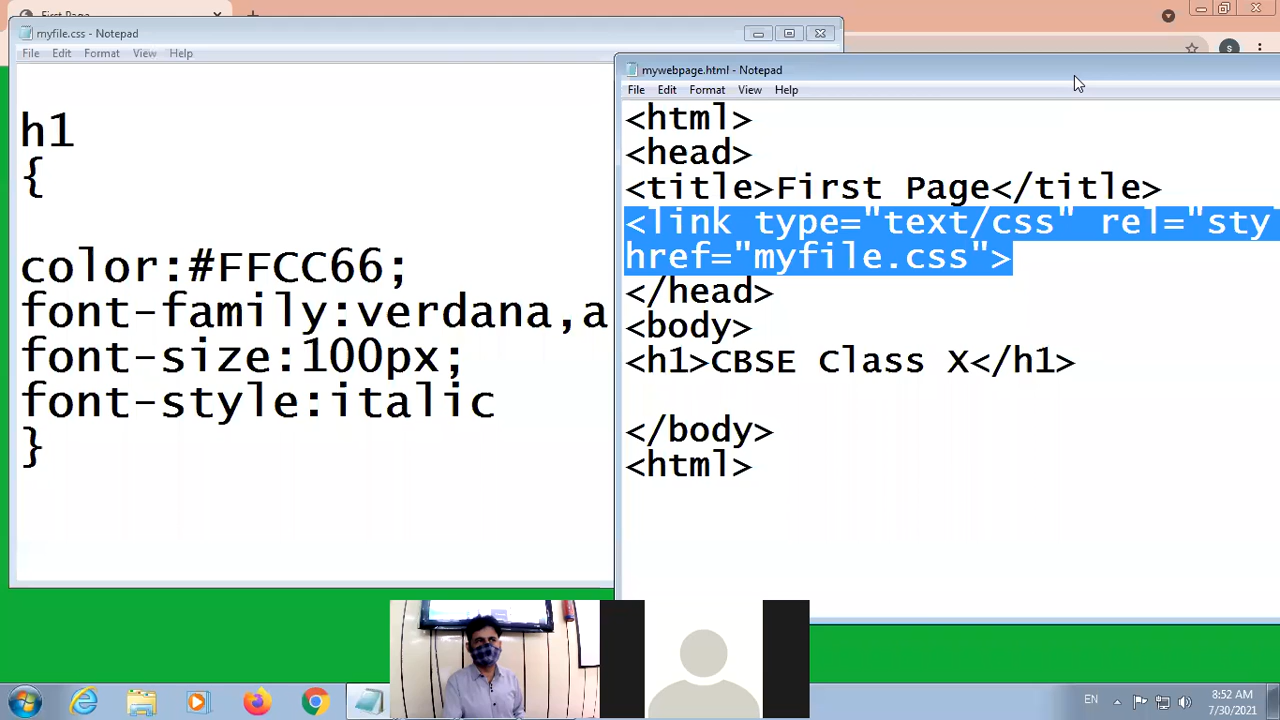 First Page
myfile.css - Notepad
File Edit Format View Help
h1
{
color:#FFCC66;
font-family:verdana,a
font-size:100px;
font-style:italic
}
mywebpage.html - Notepad
File Edit Format View Help
<html>
<head>
<title>First Page</title>
<link type="text/css" rel="sty
href="myfile.css">
</head>
<body>
<h1>CBSE Class X</h1>
</body>
<html>
s
EN
8:52 AM
7/30/2021